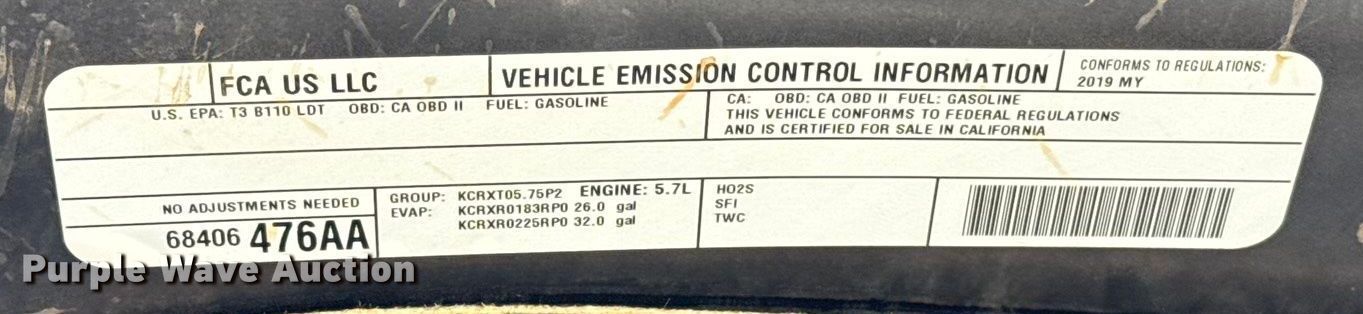 FCA US LLC
VEHICLE EMISSION CONTROL INFORMATION
CONFORMS TO REGULATIONS:
2019 MY
U.S. EPA: T3 B110 LDT OBD: CA OBD II FUEL: GASOLINE
CA: OBD: CA OBD II FUEL: GASOLINE
THIS VEHICLE CONFORMS TO FEDERAL REGULATIONS
AND IS CERTIFIED FOR SALE IN CALIFORNIA
NO ADJUSTMENTS NEEDED
68406 476AA
GROUP: KCRXT05.75P2 ENGINE: 5.7L
EVAP: KCRXR0183RP0 26.0 gal
KCRXR0225RP0 32.0 gal
HO2S
SFI
TWC
Purple Wave Auction